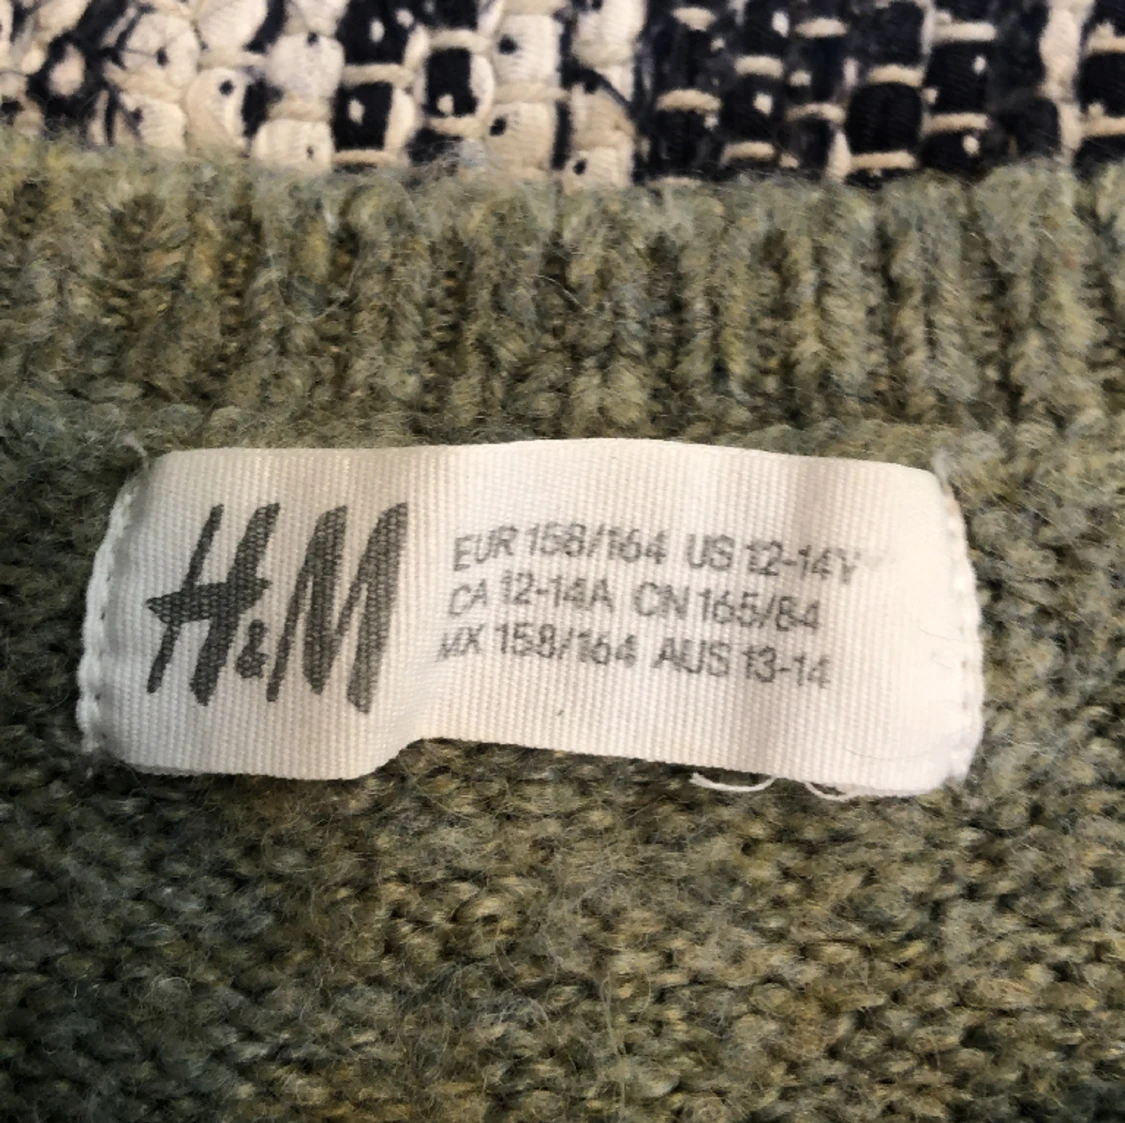 H&M
EUR 158/164 US 12-14Y
CA 12-14A CN 165/84
MX 158/164 AUS 13-14